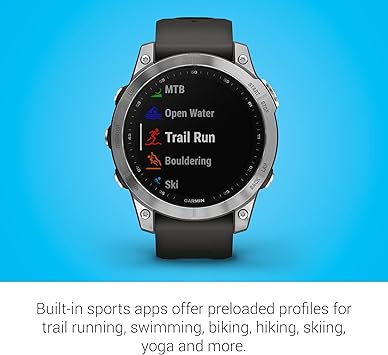 MTB
Open Water
Trail Run
Bouldering
Ski
GARMIN
Built-in sports apps offer preloaded profiles for
trail running, swimming, biking, hiking, skiing,
yoga and more.